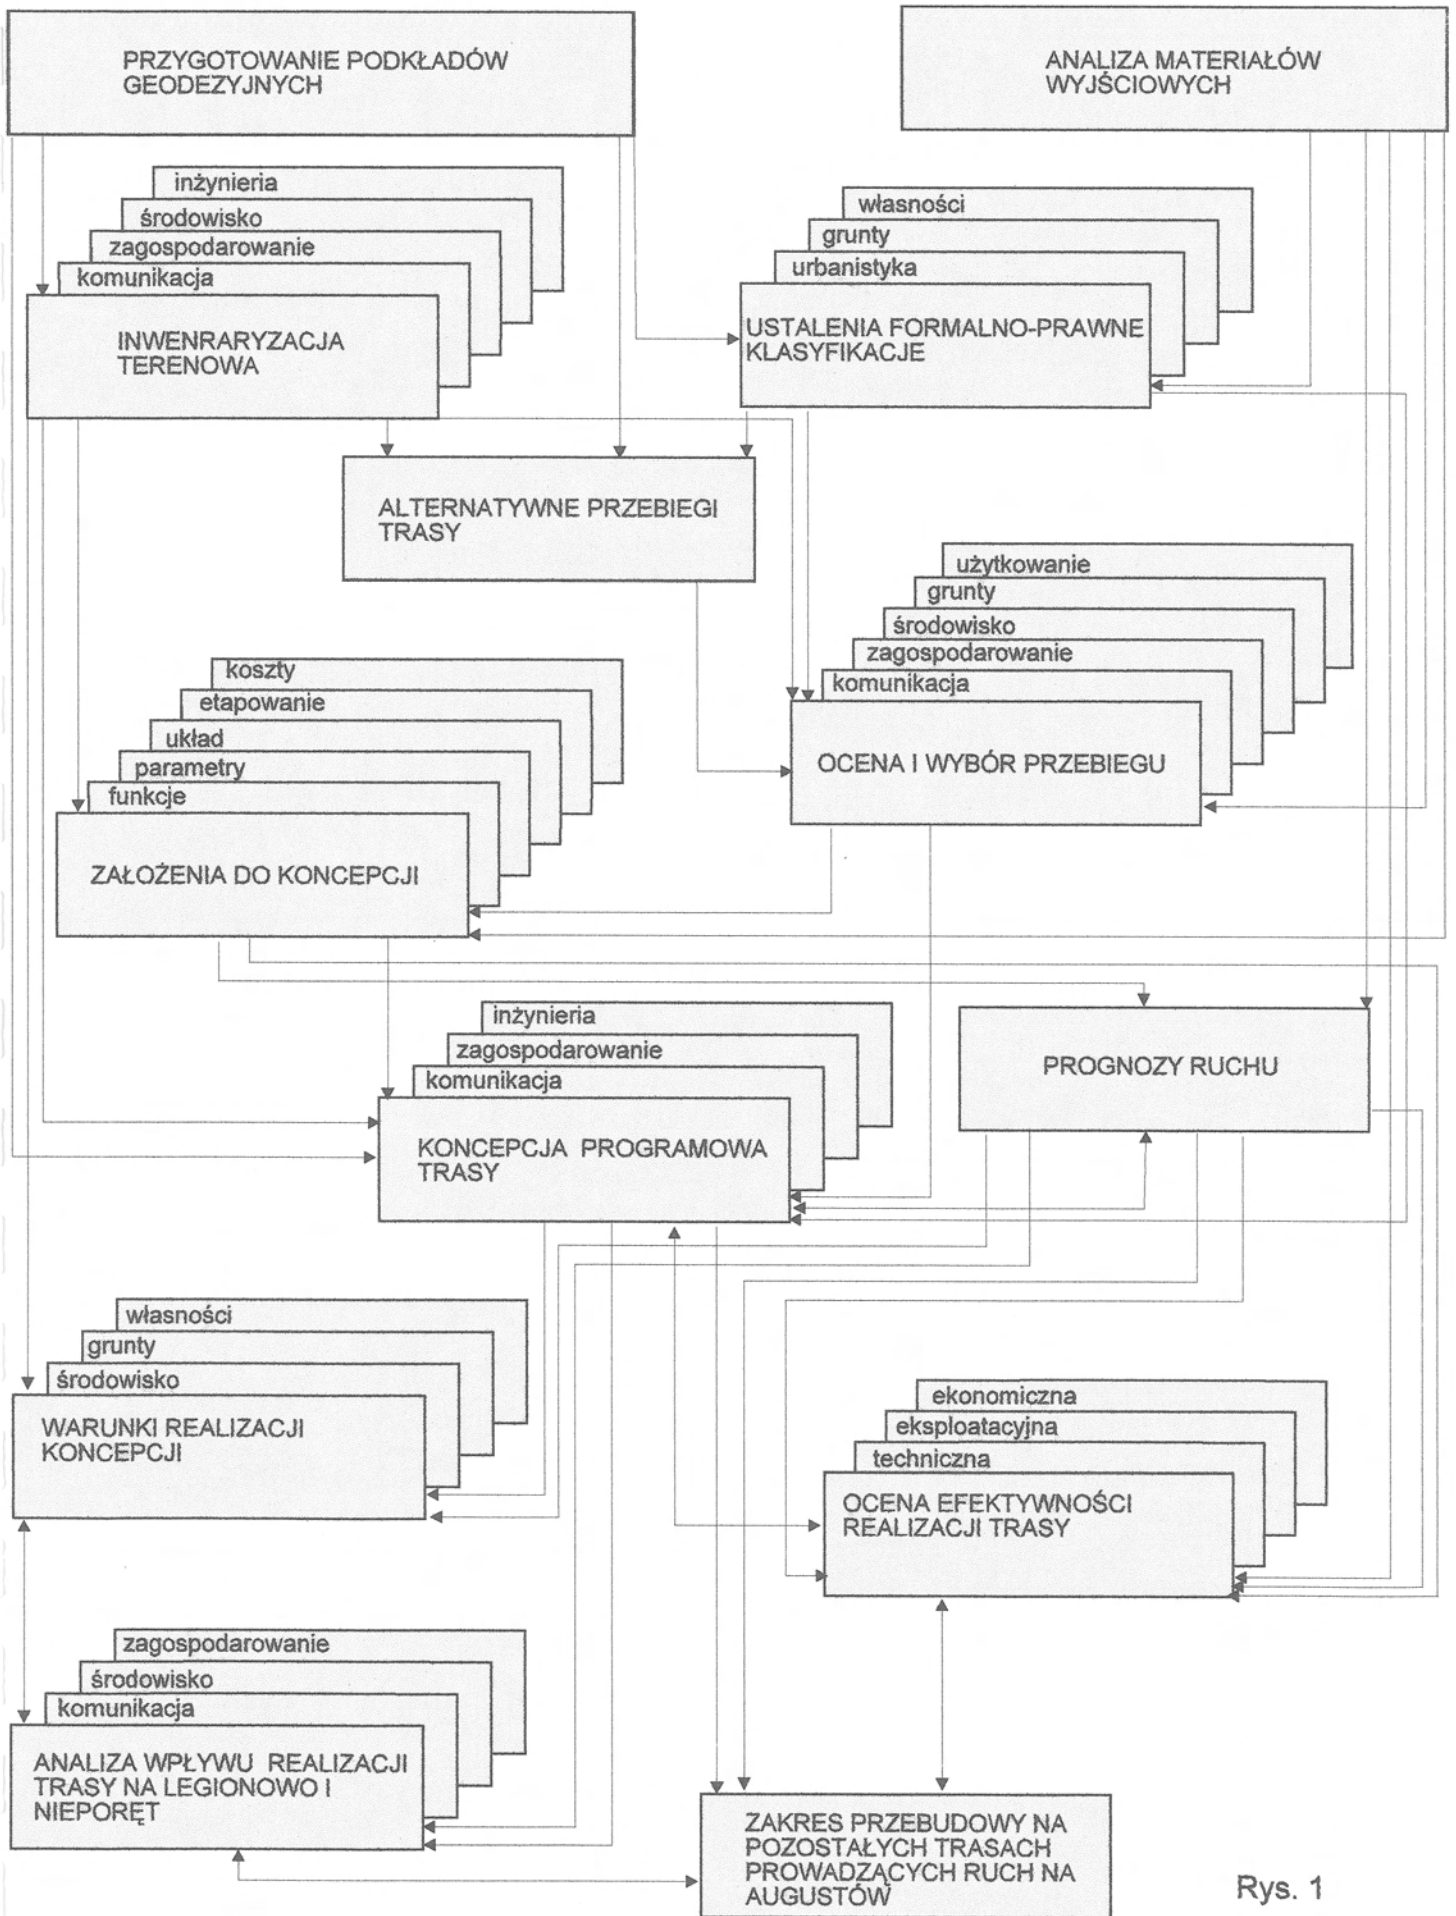 PRZYGOTOWANIE PODKŁADÓW
GEODEZYJNYCH
ANALIZA MATERIAŁÓW
WYJŚCIOWYCH
inżynieria
środowisko
zagospodarowanie
komunikacja
INWENRARYZACJA
TERENOWA
własności
grunty
urbanistyka
USTALENIA FORMALNO-PRAWNE
KLASYFIKACJE
ALTERNATYWNE PRZEBIEGI
TRASY
użytkowanie
grunty
środowisko
zagospodarowanie
komunikacja
OCENA I WYBÓR PRZEBIEGU
koszty
etapowanie
układ
parametry
funkcje
ZAŁOŻENIA DO KONCEPCJI
inżynieria
zagospodarowanie
komunikacja
KONCEPCJA PROGRAMOWA
TRASY
PROGNOZY RUCHU
własności
grunty
środowisko
WARUNKI REALIZACJI
KONCEPCJI
ekonomiczna
eksploatacyjna
techniczna
OCENA EFEKTYWNOŚCI
REALIZACJI TRASY
zagospodarowanie
środowisko
komunikacja
ANALIZA WPŁYWU REALIZACJI
TRASY NA LEGIONOWO I
NIEPORĘT
ZAKRES PRZEBUDOWY NA
POZOSTAŁYCH TRASACH
PROWADZĄCYCH RUCH NA
AUGUSTÓW
Rys. 1